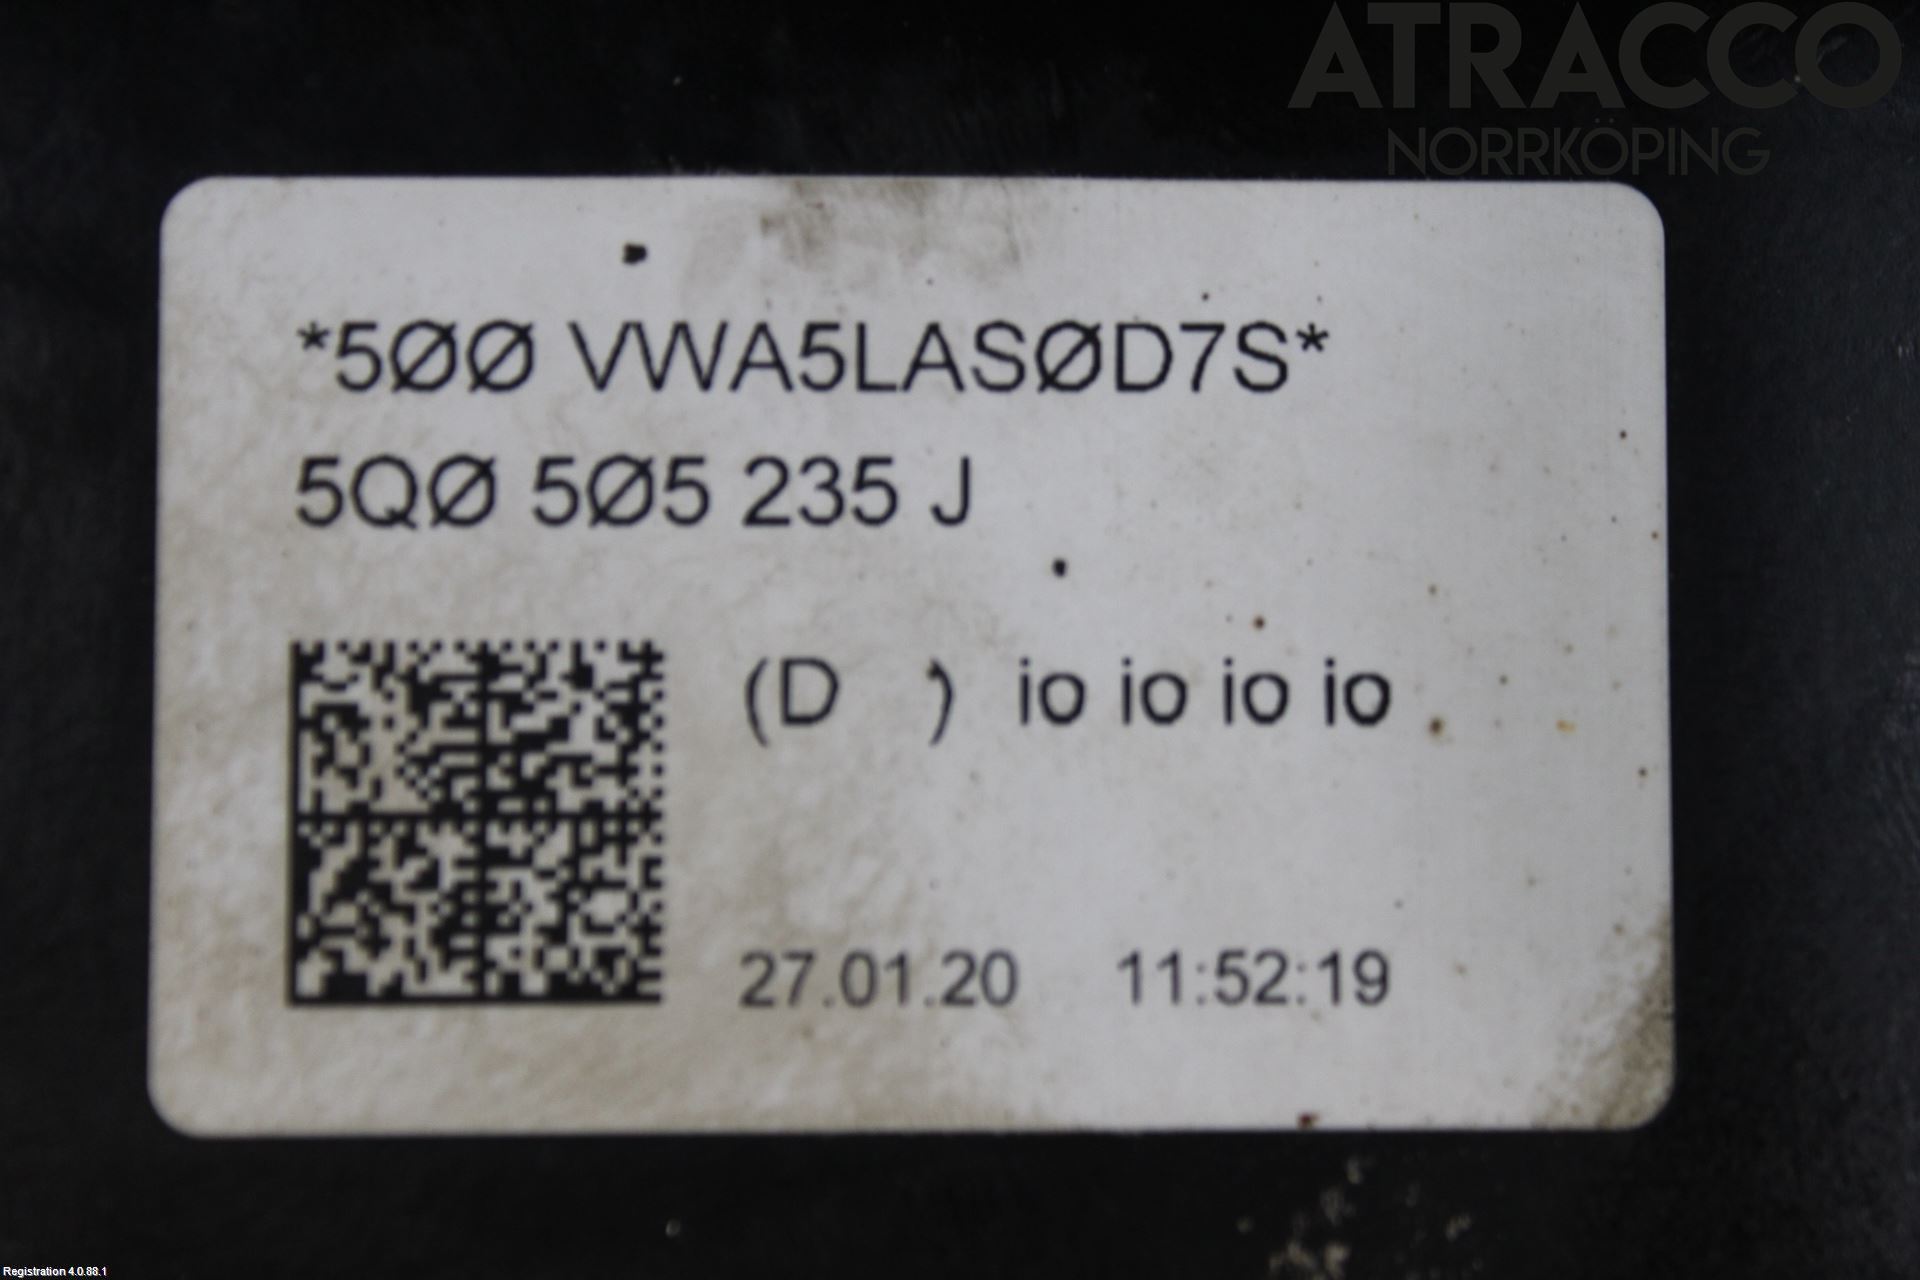 ATRACCO
NORRKÖPING
*5ØØ VWA5LASØD7S*
5QØ 5Ø5 235 J
(D ) io io io io
27.01.20 11:52:19
Registration 4.0.88.1